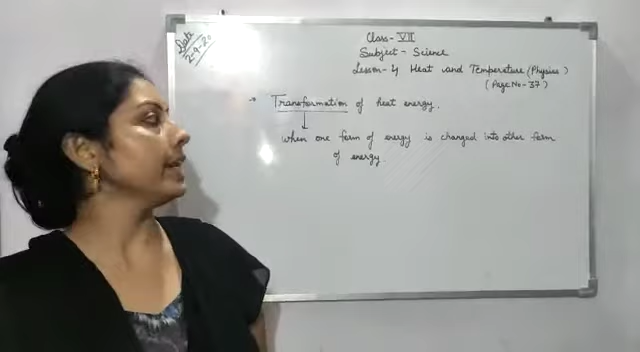 Date
2-9-20
Class - VII
Subject - Science
Lesson - 4 Heat and Temperature (Physics)
(Page No - 37)
→ Transformation of heat energy.
When one form of energy is changed into other form
of energy.